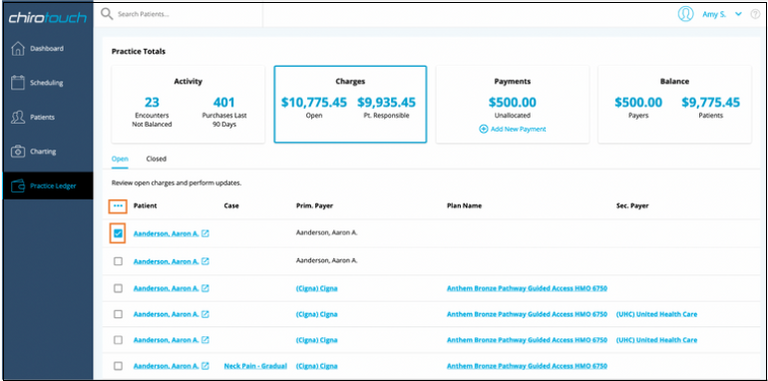 chirotouch
Search Patients...
Amy S.
?
Dashboard
Scheduling
Patients
Charting
Practice Ledger
Practice Totals
Activity
23 401
Encounters Purchases Last
Not Balanced 90 Days
Charges
$10,775.45 $9,935.45
Open Pt. Responsible
Payments
$500.00
Unallocated
Add New Payment
Balance
$500.00 $9,775.45
Payers Patients
Open Closed
Review open charges and perform updates.
... Patient Case Prim. Payer Plan Name Sec. Payer
Aanderson, Aaron A. Aanderson, Aaron A.
Aanderson, Aaron A. Aanderson, Aaron A.
Aanderson, Aaron A. (Cigna) Cigna Anthem Bronze Pathway Guided Access HMO 6750
Aanderson, Aaron A. (Cigna) Cigna Anthem Bronze Pathway Guided Access HMO 6750 (UHC) United Health Care
Aanderson, Aaron A. (Cigna) Cigna Anthem Bronze Pathway Guided Access HMO 6750 (UHC) United Health Care
Aanderson, Aaron A. Neck Pain - Gradual (Cigna) Cigna Anthem Bronze Pathway Guided Access HMO 6750